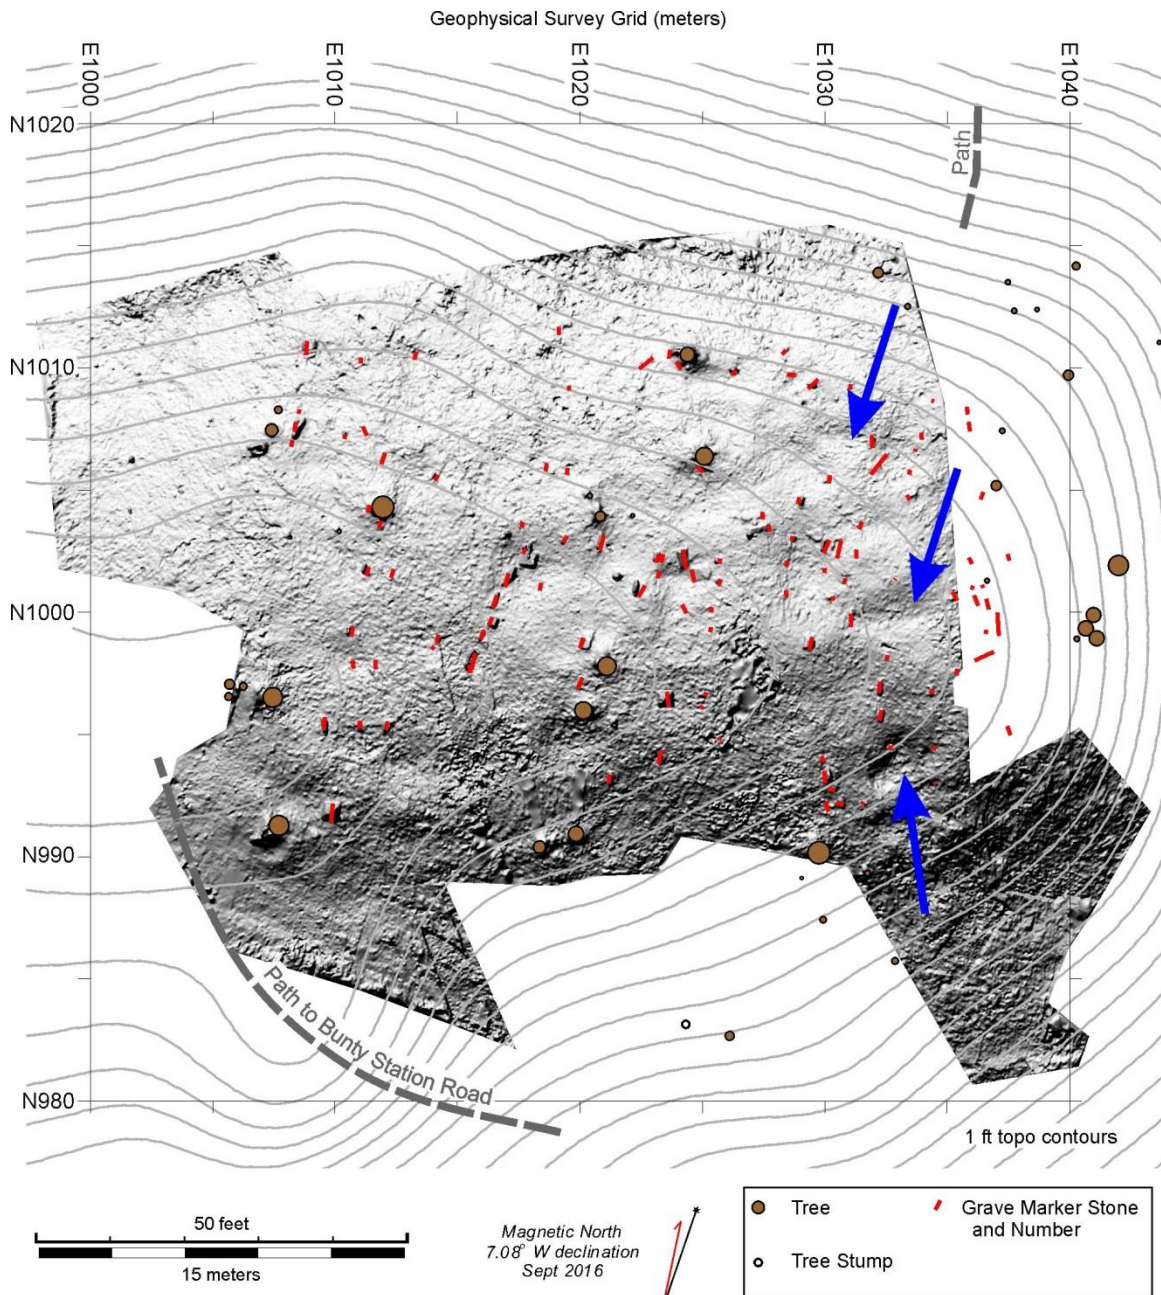 Geophysical Survey Grid (meters)
E1000
E1010
E1020
E1030
E1040
N1020
Path
N1010
N1000
N990
Path to Bunty Station Road
N980
1 ft topo contours
50 feet
15 meters
Magnetic North
7.08° W declination
Sept 2016
Tree
Grave Marker Stone
and Number
Tree Stump